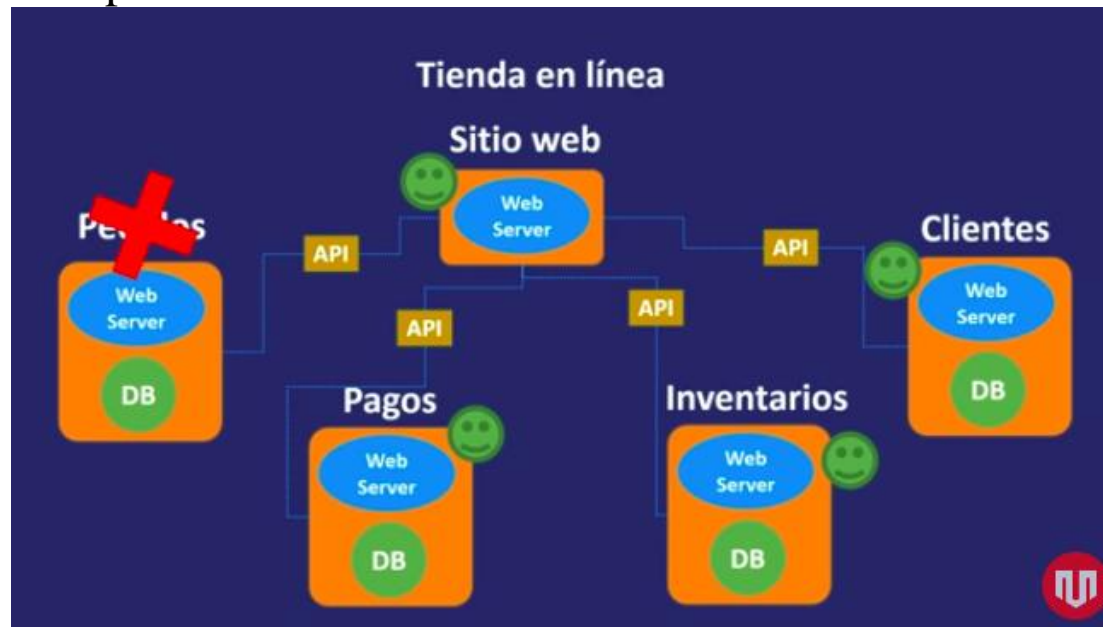 Tienda en línea
Sitio web
Web
Server
API
API
API
API
Web
Server
DB
Clientes
Web
Server
DB
Pagos
Web
Server
DB
Inventarios
Web
Server
DB